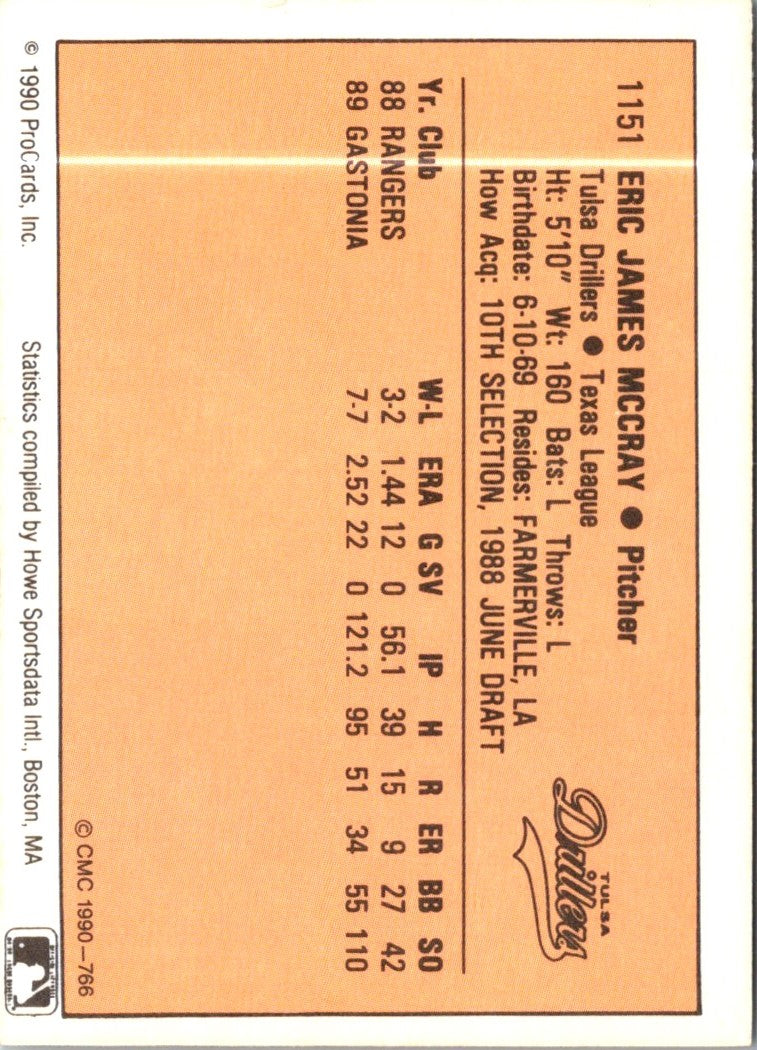 1151 ERIC JAMES MCCRAY ● Pitcher
Tulsa Drillers ● Texas League
Ht: 5'10" Wt: 160 Bats: L Throws: L
Birthdate: 6-10-69 Resides: FARMERVILLE, LA
How Acq: 10TH SELECTION, 1988 JUNE DRAFT
TULSA
Drillers
Yr. Club W-L ERA G SV IP H R ER BB SO
88 RANGERS 3-2 1.44 12 0 56.1 39 15 9 27 42
89 GASTONIA 7-7 2.52 22 0 121.2 95 51 34 55 110
© CMC 1990—766
© 1990 ProCards, Inc. Statistics compiled by Howe Sportsdata Intl., Boston, MA